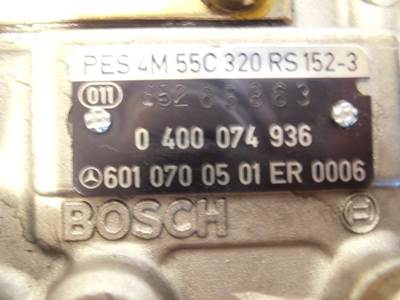 PES 4M 55C 320 RS 152-3
011
0 400 074 936
601 070 05 01 ER 0006
BOSCH